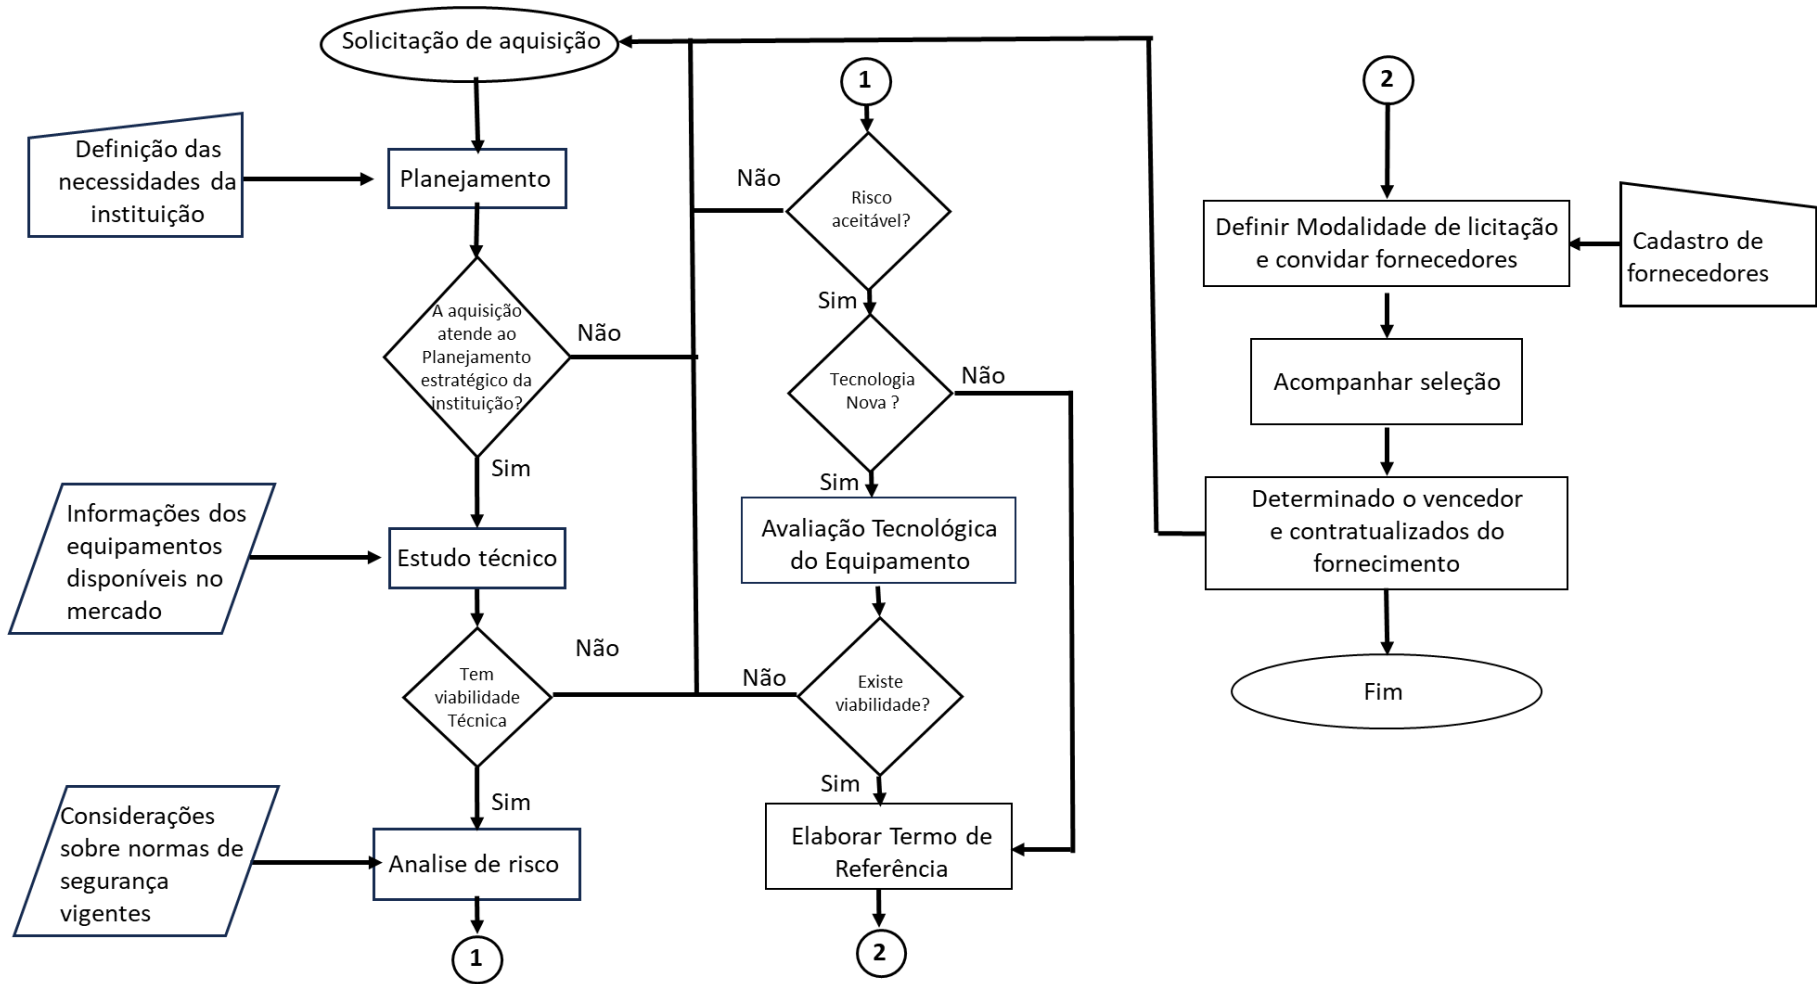 Solicitação de aquisição
Definição das
necessidades da
instituição
Planejamento
A aquisição
atende ao
Planejamento
estratégico da
instituição?
Não
Sim
Informações dos
equipamentos
disponíveis no
mercado
Estudo técnico
Tem
viabilidade
Técnica
Não
Sim
Considerações
sobre normas de
segurança
vigentes
Analise de risco
1
1
Risco
aceitável?
Não
Sim
Tecnologia
Nova ?
Não
Sim
Avaliação Tecnológica
do Equipamento
Existe
viabilidade?
Não
Sim
Elaborar Termo de
Referência
2
2
Definir Modalidade de licitação
e convidar fornecedores
Cadastro de
fornecedores
Acompanhar seleção
Determinado o vencedor
e contratualizados do
fornecimento
Fim